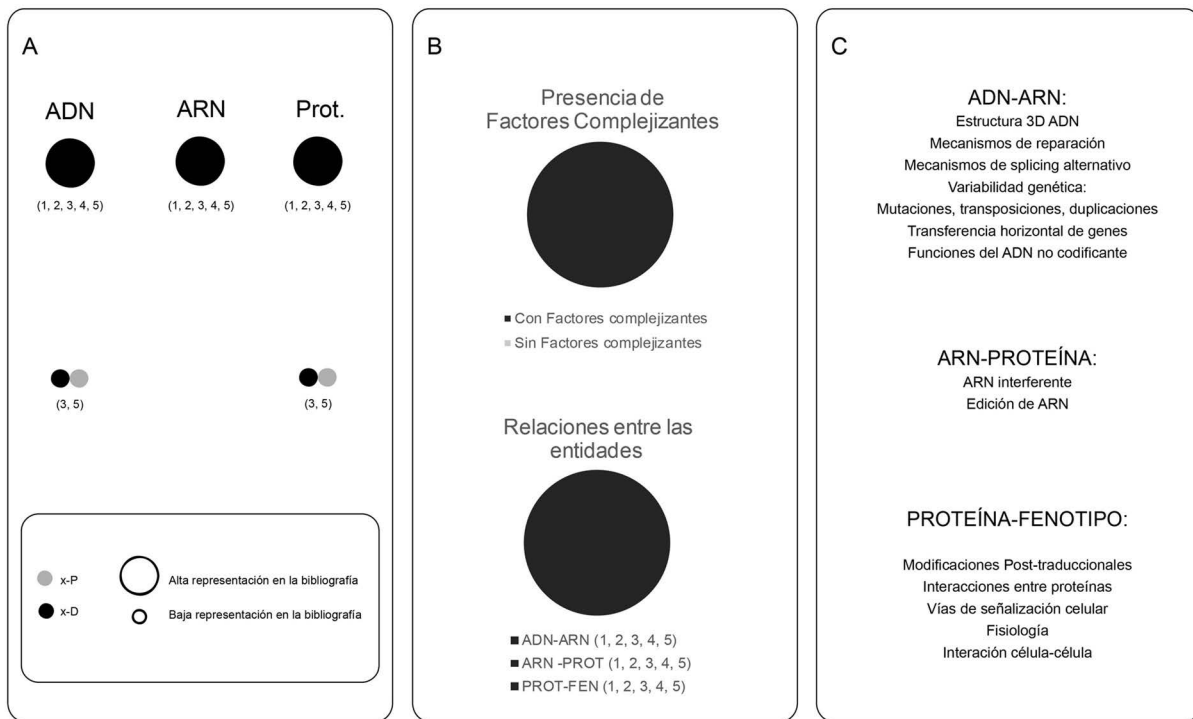 A
ADN
ARN
Prot.
(1, 2, 3, 4, 5)
(1, 2, 3, 4, 5)
(1, 2, 3, 4, 5)
(3, 5)
(3, 5)
x-P
Alta representación en la bibliografía
x-D
Baja representación en la bibliografía
B
Presencia de
Factores Complejizantes
Con Factores complejizantes
Sin Factores complejizantes
Relaciones entre las
entidades
ADN-ARN (1, 2, 3, 4, 5)
ARN -PROT (1, 2, 3, 4, 5)
PROT-FEN (1, 2, 3, 4, 5)
C
ADN-ARN:
Estructura 3D ADN
Mecanismos de reparación
Mecanismos de splicing alternativo
Variabilidad genética:
Mutaciones, transposiciones, duplicaciones
Transferencia horizontal de genes
Funciones del ADN no codificante
ARN-PROTEÍNA:
ARN interferente
Edición de ARN
PROTEÍNA-FENOTIPO:
Modificaciones Post-traduccionales
Interacciones entre proteínas
Vías de señalización celular
Fisiología
Interación célula-célula